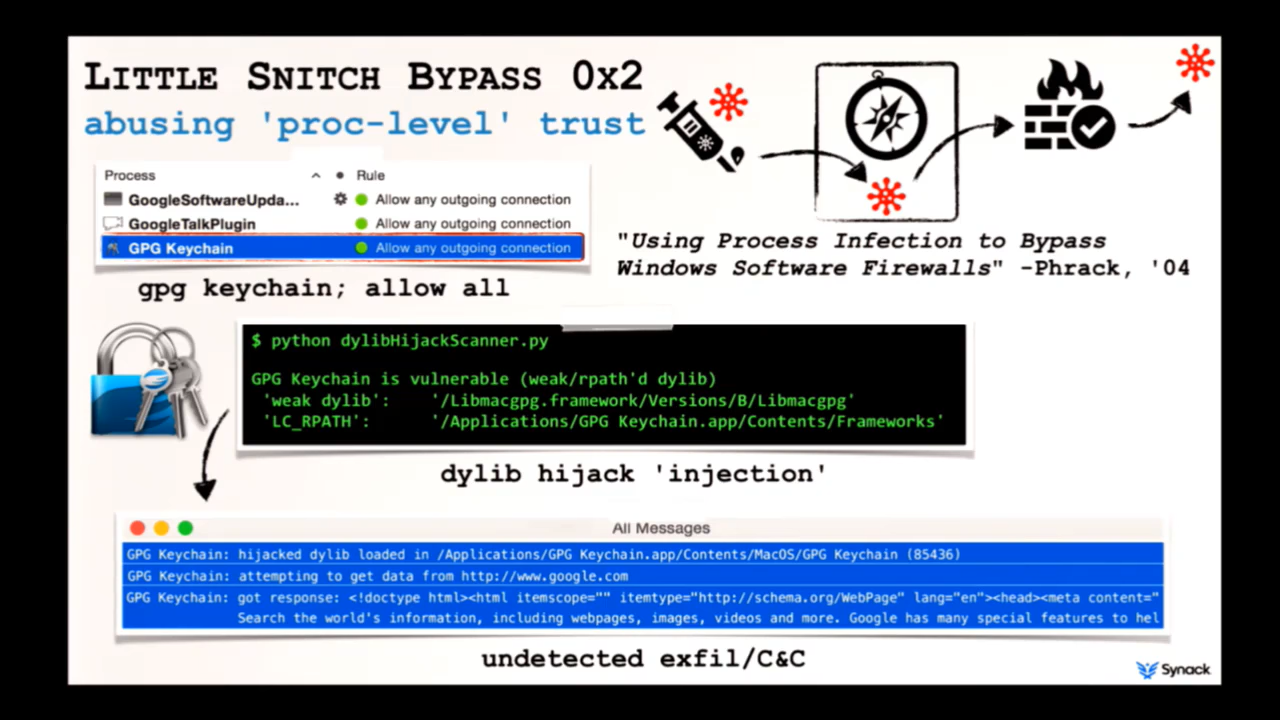 LITTLE SNITCH BYPASS 0X2
abusing 'proc-level' trust
Process Rule
GoogleSoftwareUpda... Allow any outgoing connection
GoogleTalkPlugin Allow any outgoing connection
GPG Keychain Allow any outgoing connection
gpg keychain; allow all
"Using Process Infection to Bypass
Windows Software Firewalls" -Phrack, '04
$ python dylibHijackScanner.py
GPG Keychain is vulnerable (weak/rpath'd dylib)
'weak dylib': '/Libmacgpg.framework/Versions/B/Libmacgpg'
'LC_RPATH': '/Applications/GPG Keychain.app/Contents/Frameworks'
dylib hijack 'injection'
All Messages
GPG Keychain: hijacked dylib loaded in /Applications/GPG Keychain.app/Contents/MacOS/GPG Keychain (85436)
GPG Keychain: attempting to get data from http://www.google.com
GPG Keychain: got response: <!doctype html><html itemscope="" itemtype="http://schema.org/WebPage" lang="en"><head><meta content="
Search the world's information, including webpages, images, videos and more. Google has many special features to hel
undetected exfil/C&C
Synack